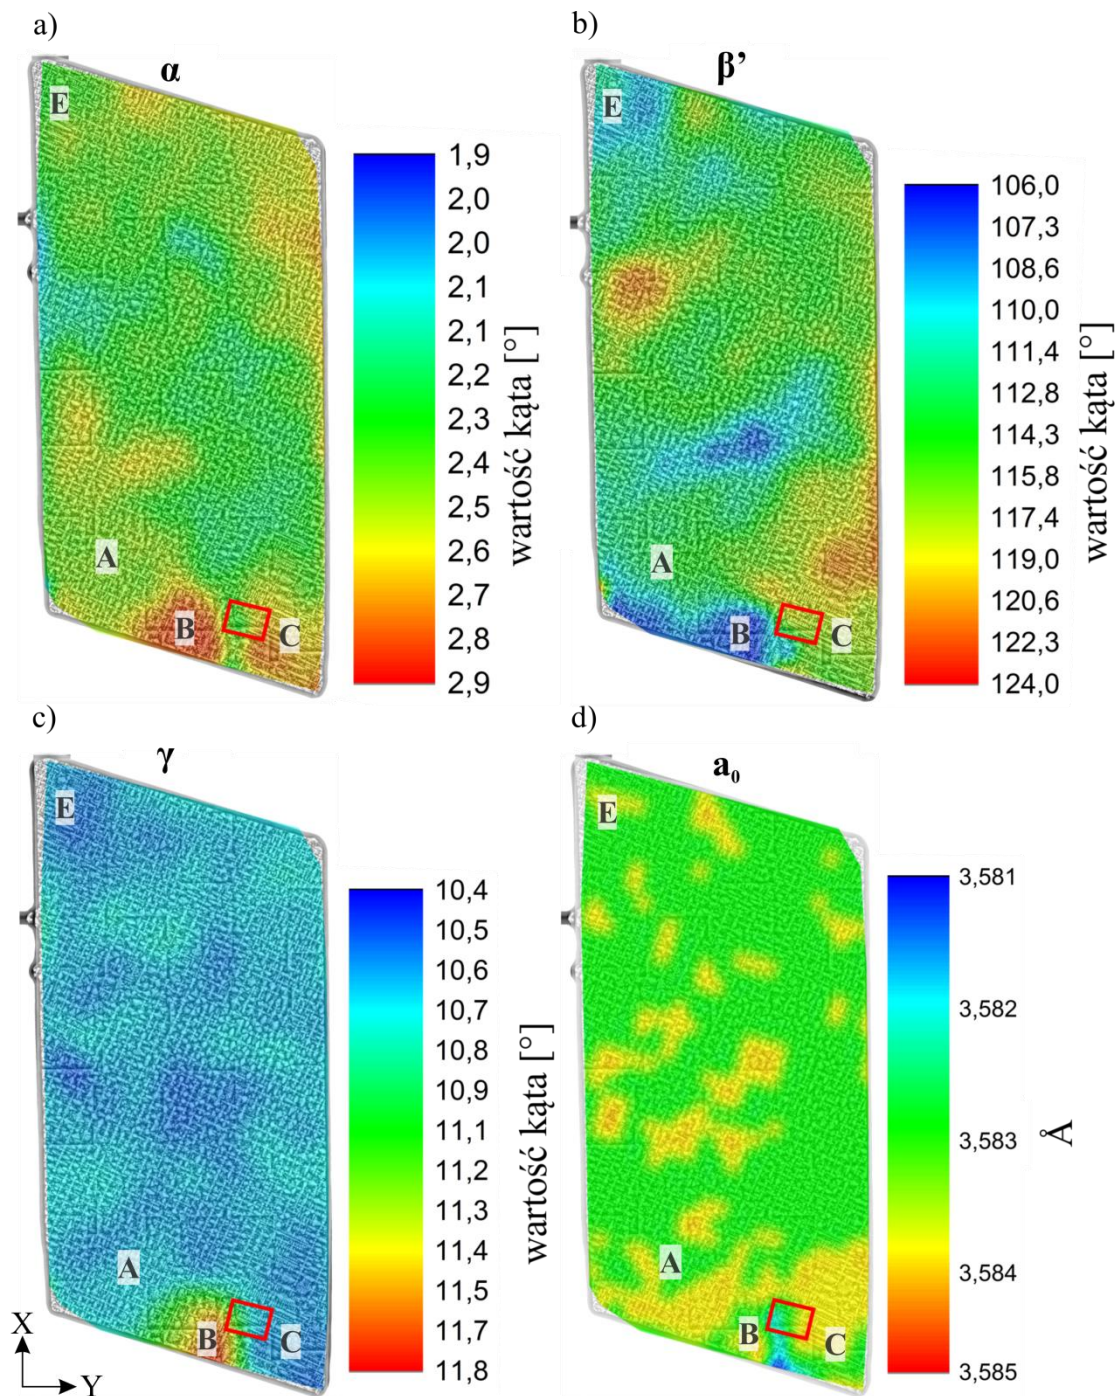 a)
α
E
A
B
C
1,9
2,0
2,0
2,1
2,1
2,2
2,3
2,4
2,5
2,6
2,7
2,8
2,9
wartość kąta [°]
b)
β’
E
A
B
C
106,0
107,3
108,6
110,0
111,4
112,8
114,3
115,8
117,4
119,0
120,6
122,3
124,0
wartość kąta [°]
c)
γ
E
A
B
C
10,4
10,5
10,6
10,7
10,8
10,9
11,1
11,2
11,3
11,4
11,5
11,7
11,8
wartość kąta [°]
X
Y
d)
a₀
E
A
B
C
3,581
3,582
3,583
3,584
3,585
Å